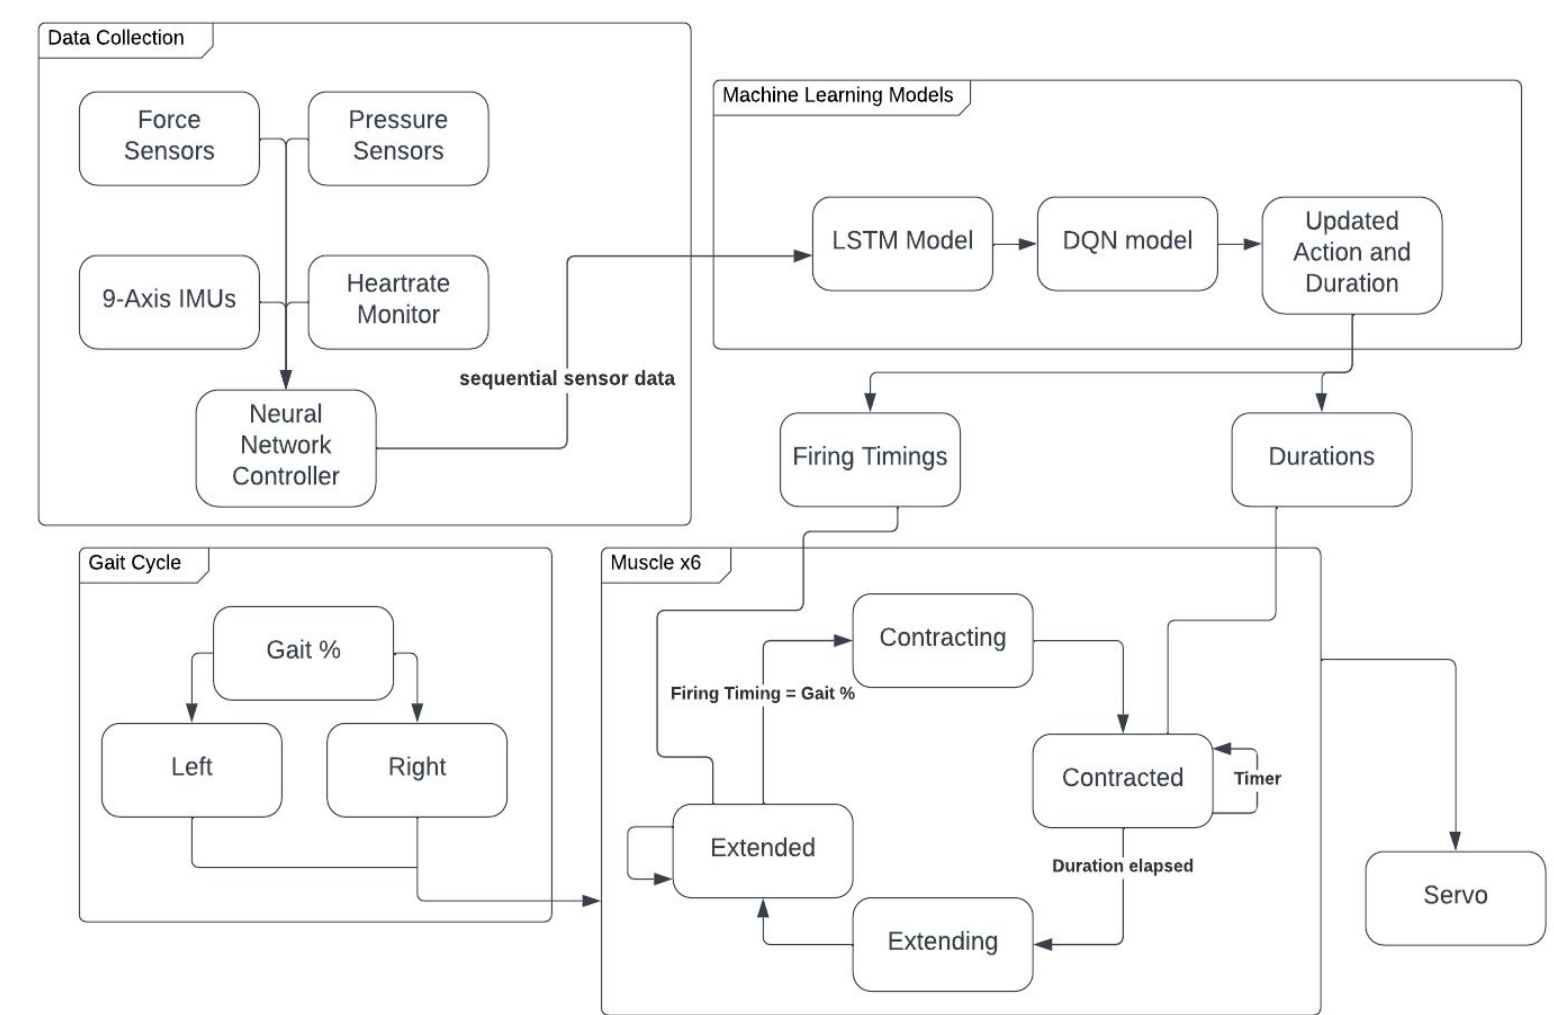 Data Collection
Force
Sensors
Pressure
Sensors
9-Axis IMUs
Heartrate
Monitor
sequential sensor data
Neural
Network
Controller
Machine Learning Models
LSTM Model
DQN model
Updated
Action and
Duration
Firing Timings
Durations
Gait Cycle
Gait %
Left
Right
Muscle x6
Contracting
Firing Timing = Gait %
Contracted
Timer
Extended
Duration elapsed
Extending
Servo